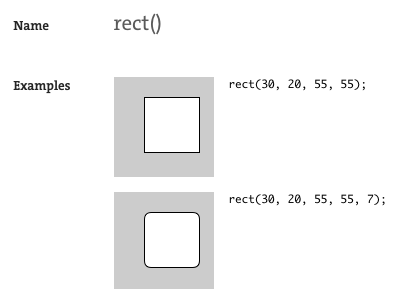 Name rect()
Examples rect(30, 20, 55, 55);
rect(30, 20, 55, 55, 7);